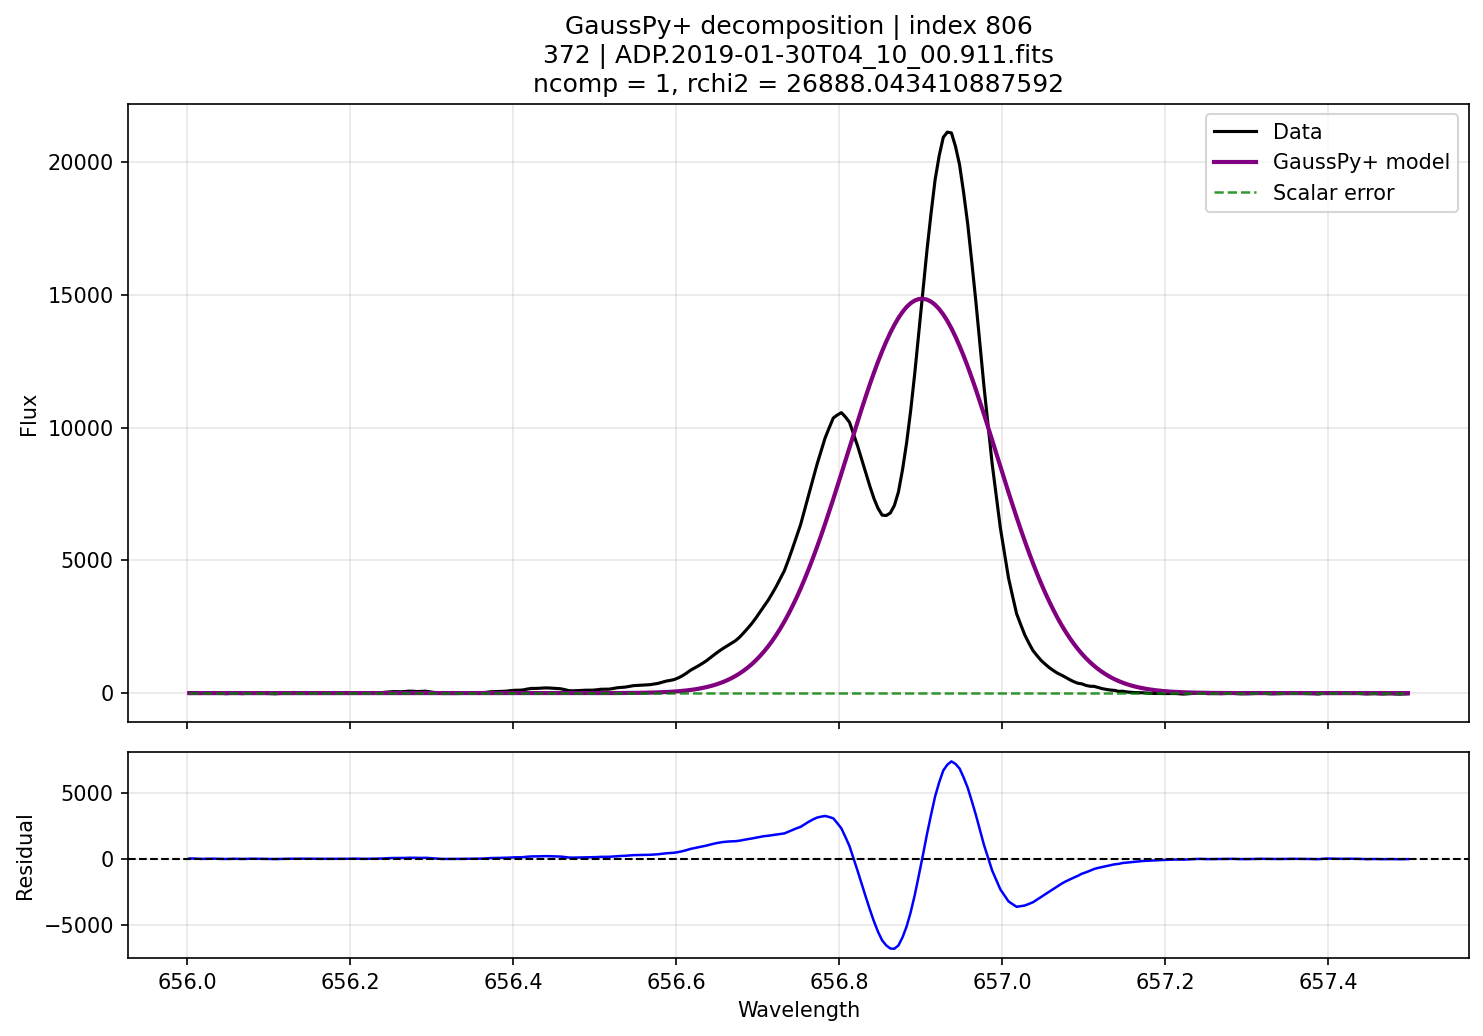 GaussPy+ decomposition | index 806
372 | ADP.2019-01-30T04_10_00.911.fits
ncomp = 1, rchi2 = 26888.043410887592
Data
GaussPy+ model
Scalar error
Flux
20000
15000
10000
5000
0
Residual
5000
0
−5000
656.0 656.2 656.4 656.6 656.8 657.0 657.2 657.4
Wavelength